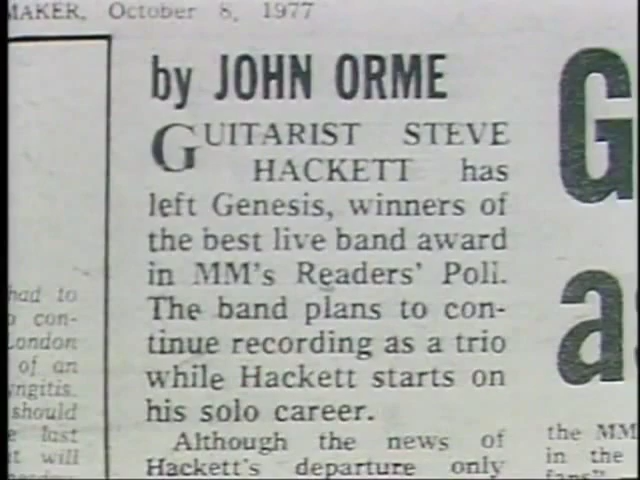 MAKER, October 8, 1977
by JOHN ORME
GUITARIST STEVE
HACKETT has
left Genesis, winners of
the best live band award
in MM's Readers' Poll.
The band plans to con-
tinue recording as a trio
while Hackett starts on
his solo career.
Although the news of
Hackett's departure only
had to
con-
London
of an
should
last
will
G
a
the MM
in the
fans"